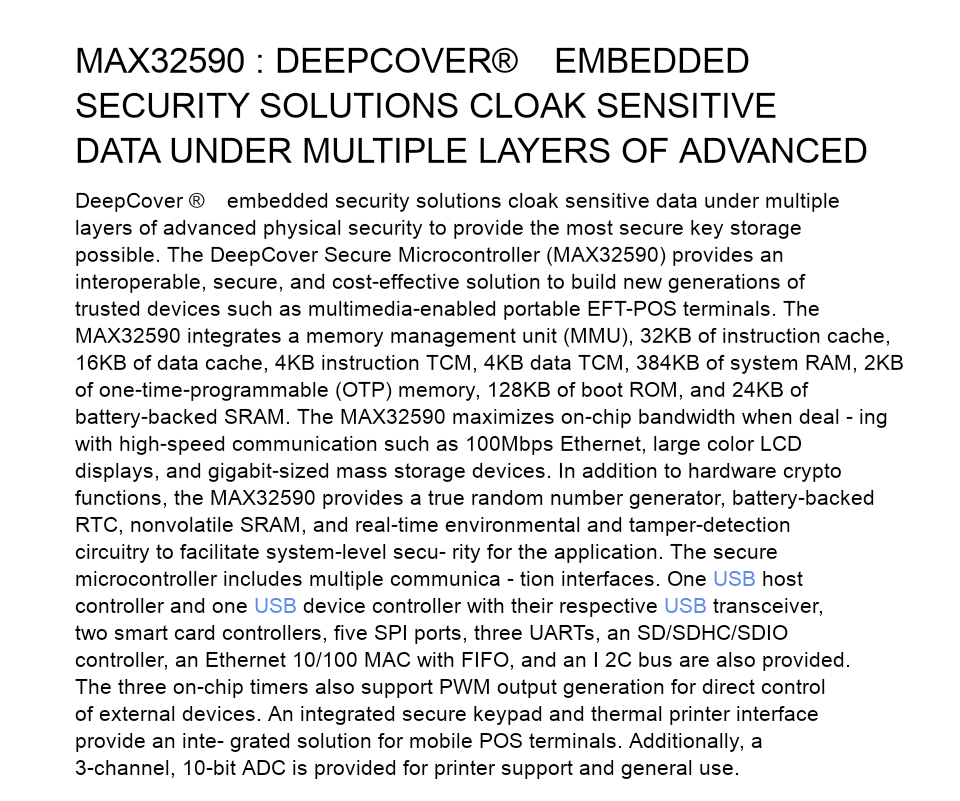 MAX32590 : DEEPCOVER® EMBEDDED
SECURITY SOLUTIONS CLOAK SENSITIVE
DATA UNDER MULTIPLE LAYERS OF ADVANCED
DeepCover ® embedded security solutions cloak sensitive data under multiple
layers of advanced physical security to provide the most secure key storage
possible. The DeepCover Secure Microcontroller (MAX32590) provides an
interoperable, secure, and cost-effective solution to build new generations of
trusted devices such as multimedia-enabled portable EFT-POS terminals. The
MAX32590 integrates a memory management unit (MMU), 32KB of instruction cache,
16KB of data cache, 4KB instruction TCM, 4KB data TCM, 384KB of system RAM, 2KB
of one-time-programmable (OTP) memory, 128KB of boot ROM, and 24KB of
battery-backed SRAM. The MAX32590 maximizes on-chip bandwidth when deal - ing
with high-speed communication such as 100Mbps Ethernet, large color LCD
displays, and gigabit-sized mass storage devices. In addition to hardware crypto
functions, the MAX32590 provides a true random number generator, battery-backed
RTC, nonvolatile SRAM, and real-time environmental and tamper-detection
circuitry to facilitate system-level secu- rity for the application. The secure
microcontroller includes multiple communica - tion interfaces. One USB host
controller and one USB device controller with their respective USB transceiver,
two smart card controllers, five SPI ports, three UARTs, an SD/SDHC/SDIO
controller, an Ethernet 10/100 MAC with FIFO, and an I 2C bus are also provided.
The three on-chip timers also support PWM output generation for direct control
of external devices. An integrated secure keypad and thermal printer interface
provide an inte- grated solution for mobile POS terminals. Additionally, a
3-channel, 10-bit ADC is provided for printer support and general use.